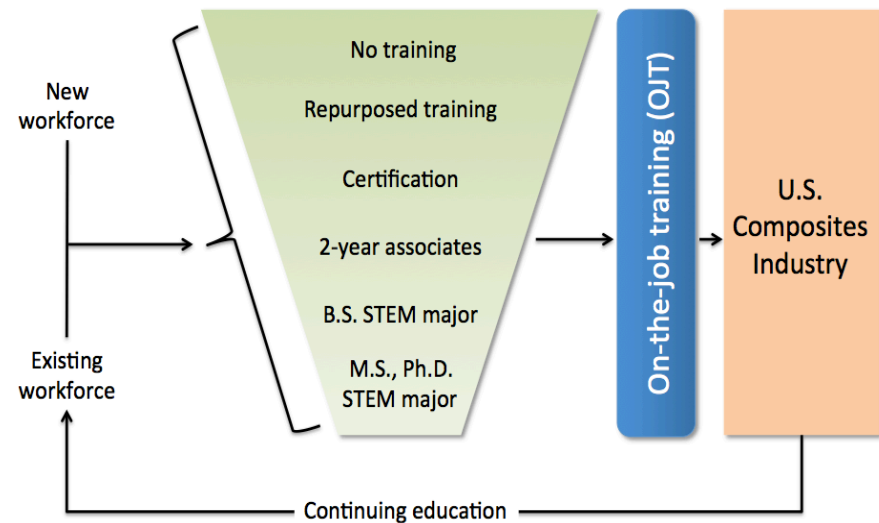 New
workforce
Existing
workforce
No training
Repurposed training
Certification
2-year associates
B.S. STEM major
M.S., Ph.D.
STEM major
On-the-job training (OJT)
U.S.
Composites
Industry
Continuing education